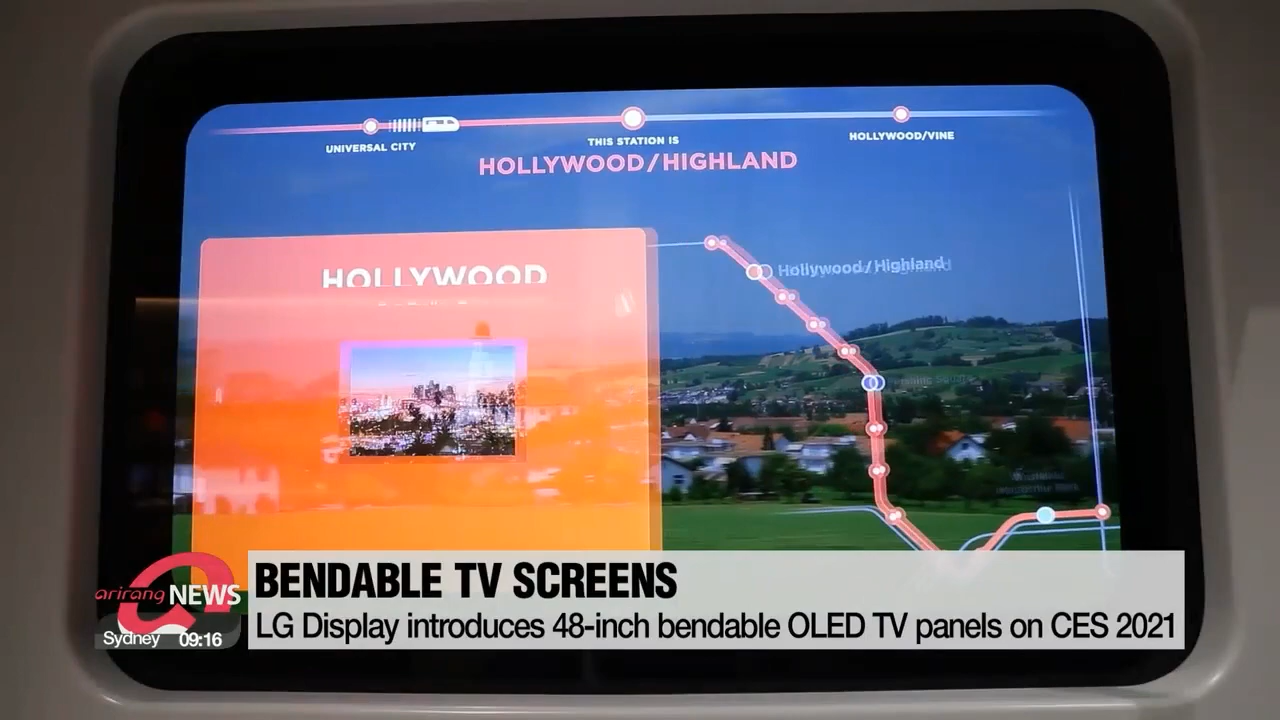 UNIVERSAL CITY
THIS STATION IS
HOLLYWOOD/HIGHLAND
HOLLYWOOD/VINE
HOLLYWOOD
Hollywood/Highland
arirang NEWS
Sydney 09:16
BENDABLE TV SCREENS
LG Display introduces 48-inch bendable OLED TV panels on CES 2021